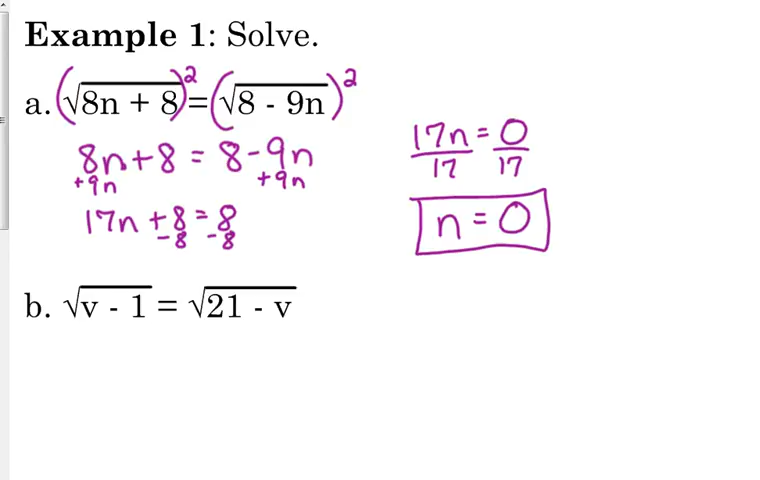 Example 1: Solve.
a. (√8n + 8)² = (√8 - 9n)²
8n + 8 = 8 - 9n
+9n +9n
17n + 8 = 8
-8 -8
17n = 0
17 17
n = 0
b. √v - 1 = √21 - v